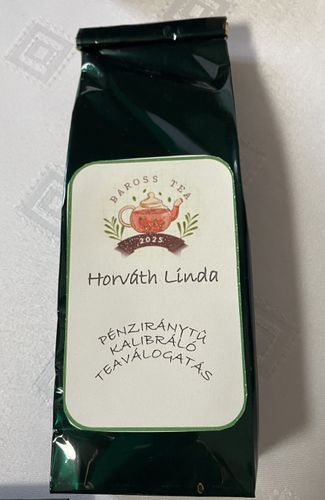 BAROSS TEA
2025
Horváth Linda
PÉNZIRÁNYTŰ
KALIBRÁLÓ
TEAVÁLOGATÁS